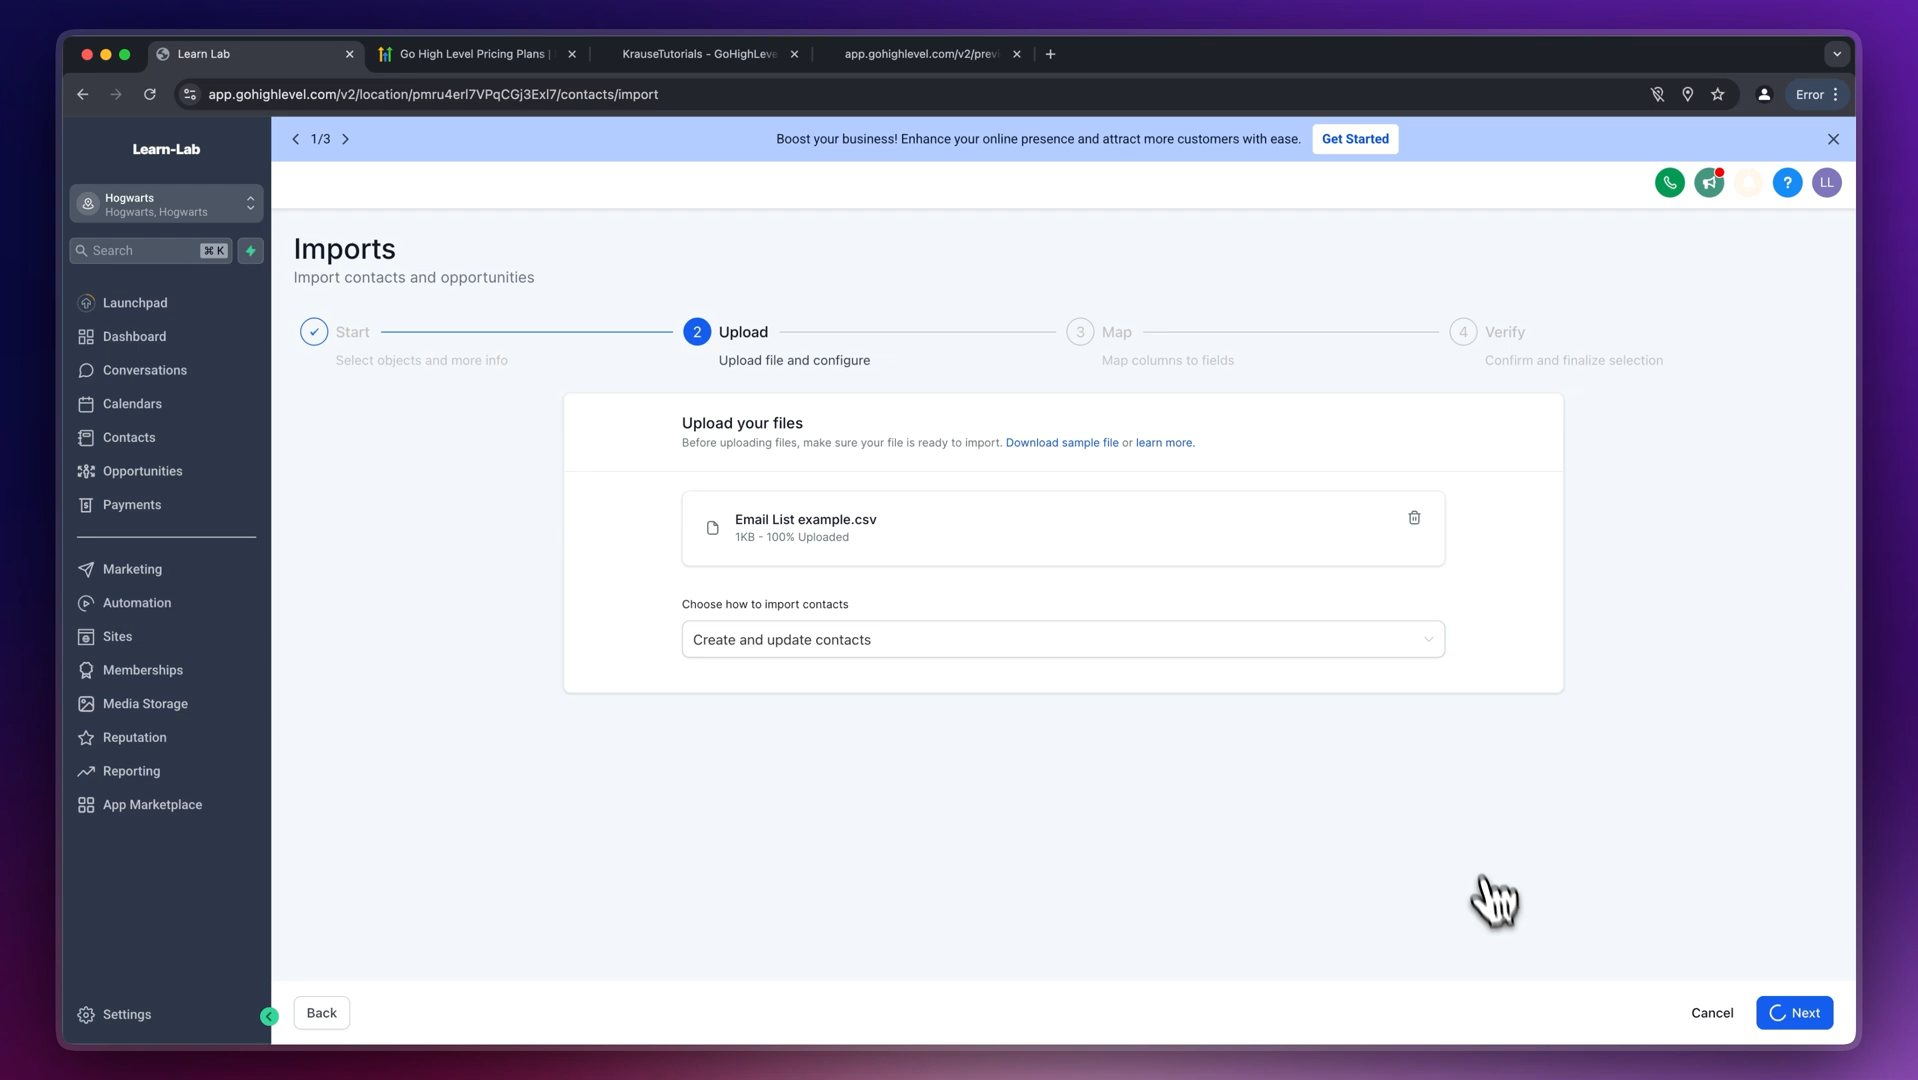 Learn Lab
Go High Level Pricing Plans |
KrauseTutorials - GoHighLeve
app.gohighlevel.com/v2/previ
app.gohighlevel.com/v2/location/pmru4erl7VPqCGj3Exl7/contacts/import
Error
Learn-Lab
1/3
Boost your business! Enhance your online presence and attract more customers with ease.
Get Started
Hogwarts
Hogwarts, Hogwarts
?
LL
Search
⌘ K
Imports
Import contacts and opportunities
Launchpad
Dashboard
Conversations
Calendars
Contacts
Opportunities
Payments
Marketing
Automation
Sites
Memberships
Media Storage
Reputation
Reporting
App Marketplace
Settings
Start
Select objects and more info
2
Upload
Upload file and configure
3
Map
Map columns to fields
4
Verify
Confirm and finalize selection
Upload your files
Before uploading files, make sure your file is ready to import. Download sample file or learn more.
Email List example.csv
1KB - 100% Uploaded
Choose how to import contacts
Create and update contacts
Back
Cancel
Next